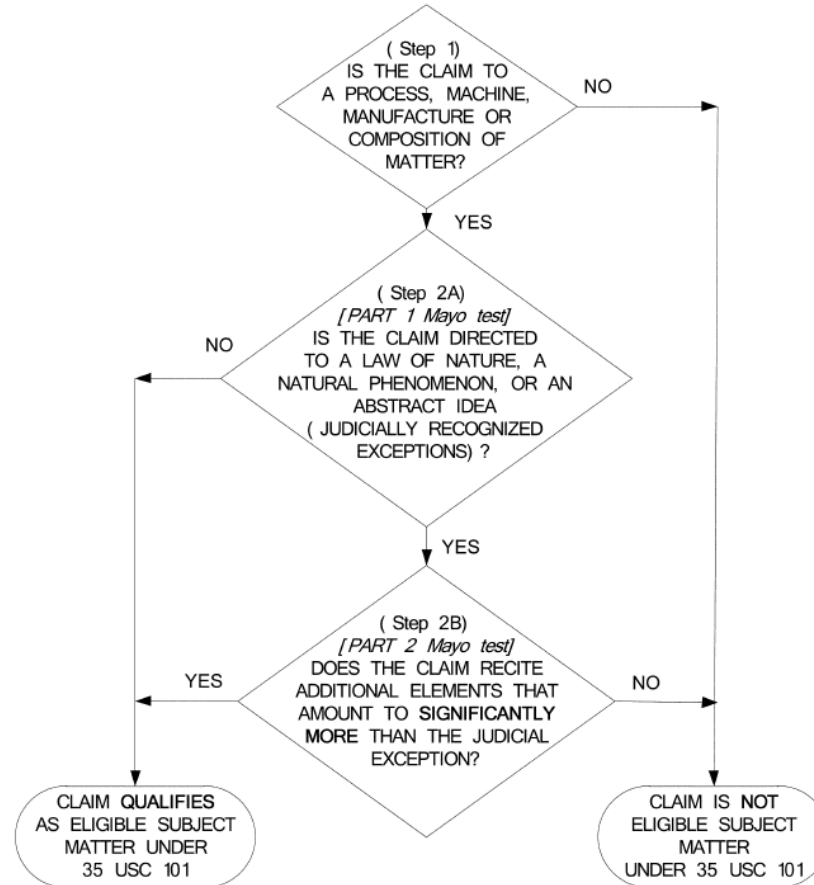 ( Step 1)
IS THE CLAIM TO
A PROCESS, MACHINE,
MANUFACTURE OR
COMPOSITION OF
MATTER?
NO
YES
( Step 2A)
[PART 1 Mayo test]
IS THE CLAIM DIRECTED
TO A LAW OF NATURE, A
NATURAL PHENOMENON, OR AN
ABSTRACT IDEA
( JUDICIALLY RECOGNIZED
EXCEPTIONS) ?
NO
YES
( Step 2B)
[PART 2 Mayo test]
DOES THE CLAIM RECITE
ADDITIONAL ELEMENTS THAT
AMOUNT TO SIGNIFICANTLY
MORE THAN THE JUDICIAL
EXCEPTION?
YES
NO
CLAIM QUALIFIES
AS ELIGIBLE SUBJECT
MATTER UNDER
35 USC 101
CLAIM IS NOT
ELIGIBLE SUBJECT
MATTER
UNDER 35 USC 101